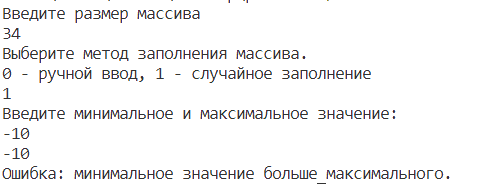 Введите размер массива
34
Выберите метод заполнения массива.
0 - ручной ввод, 1 - случайное заполнение
1
Введите минимальное и максимальное значение:
-10
-10
Ошибка: минимальное значение больше_максимального.